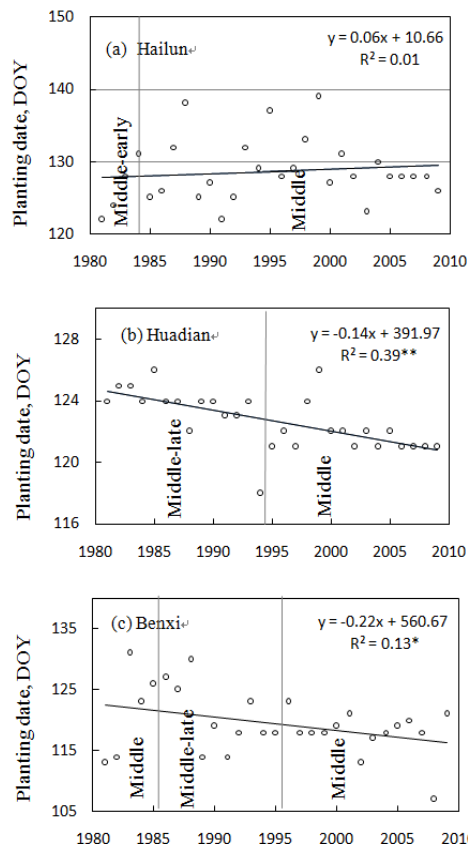 (a) Hailun↵
y = 0.06x + 10.66
R² = 0.01
Planting date, DOY
150
140
130
120
Middle-early
Middle
1980 1985 1990 1995 2000 2005 2010
(b) Huadian↵
y = -0.14x + 391.97
R² = 0.39**
Planting date, DOY
128
124
120
116
Middle-late
Middle
1980 1985 1990 1995 2000 2005 2010
(c) Benxi↵
y = -0.22x + 560.67
R² = 0.13*
Planting date, DOY
135
125
115
105
Middle
Middle-late
Middle
1980 1985 1990 1995 2000 2005 2010